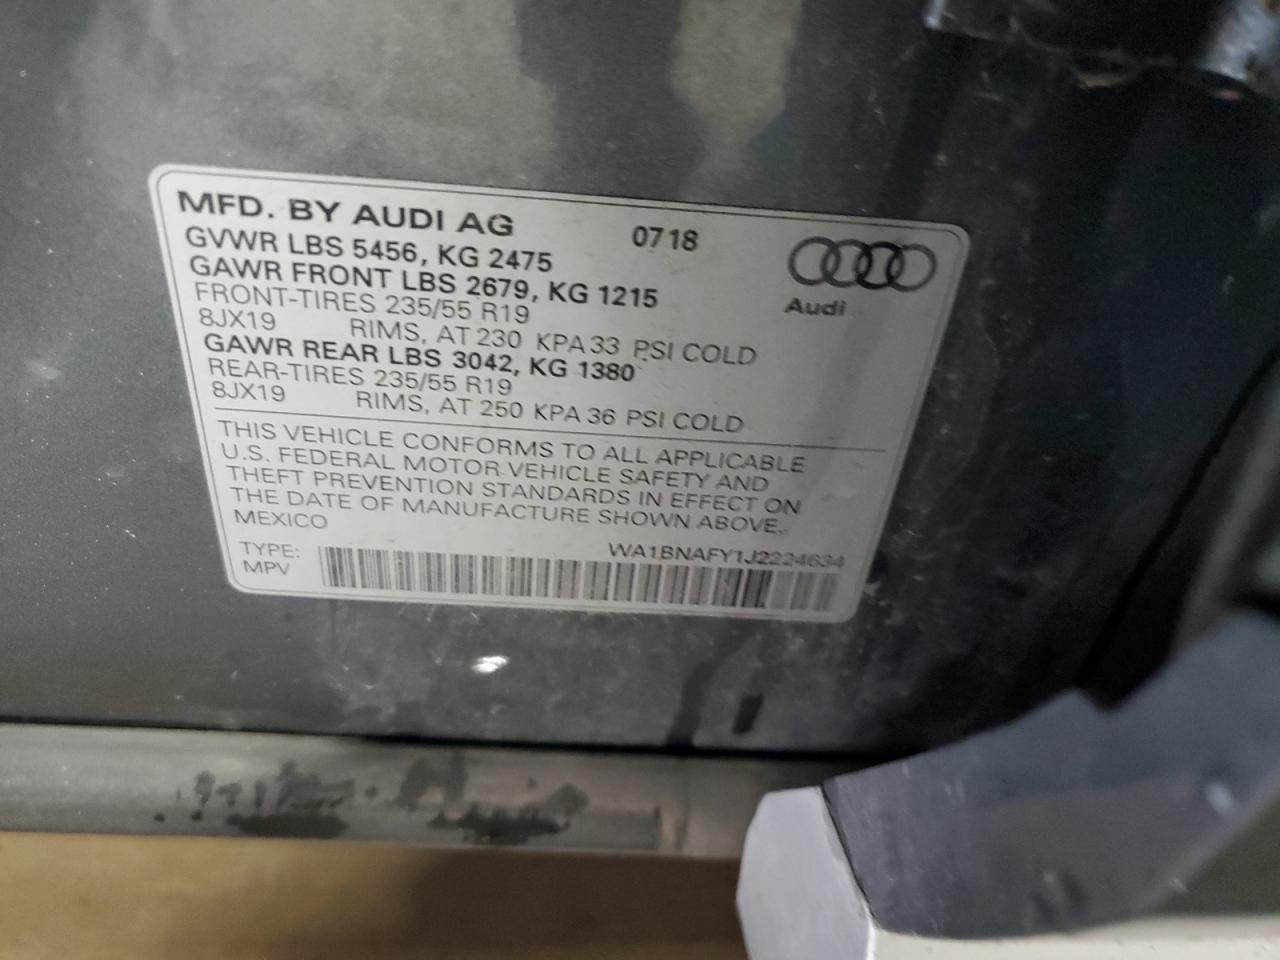 MFD. BY AUDI AG 0718
GVWR LBS 5456, KG 2475
GAWR FRONT LBS 2679, KG 1215
Audi
FRONT-TIRES 235/55 R19
8JX19 RIMS, AT 230 KPA 33 PSI COLD
GAWR REAR LBS 3042, KG 1380
REAR-TIRES 235/55 R19
8JX19 RIMS, AT 250 KPA 36 PSI COLD
THIS VEHICLE CONFORMS TO ALL APPLICABLE
U.S. FEDERAL MOTOR VEHICLE SAFETY AND
THEFT PREVENTION STANDARDS IN EFFECT ON
THE DATE OF MANUFACTURE SHOWN ABOVE.
MEXICO
TYPE: WA1BNAFY1J2224634
MPV